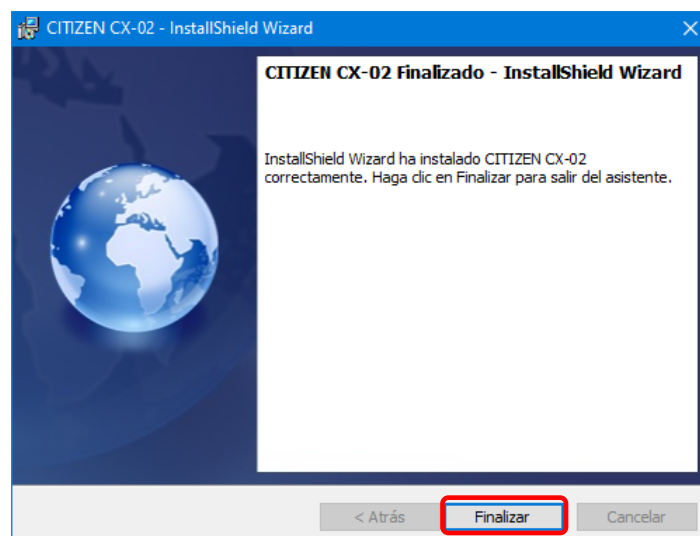 CITIZEN CX-02 - InstallShield Wizard
CITIZEN CX-02 Finalizado - InstallShield Wizard
InstallShield Wizard ha instalado CITIZEN CX-02
correctamente. Haga clic en Finalizar para salir del asistente.
< Atrás Finalizar Cancelar